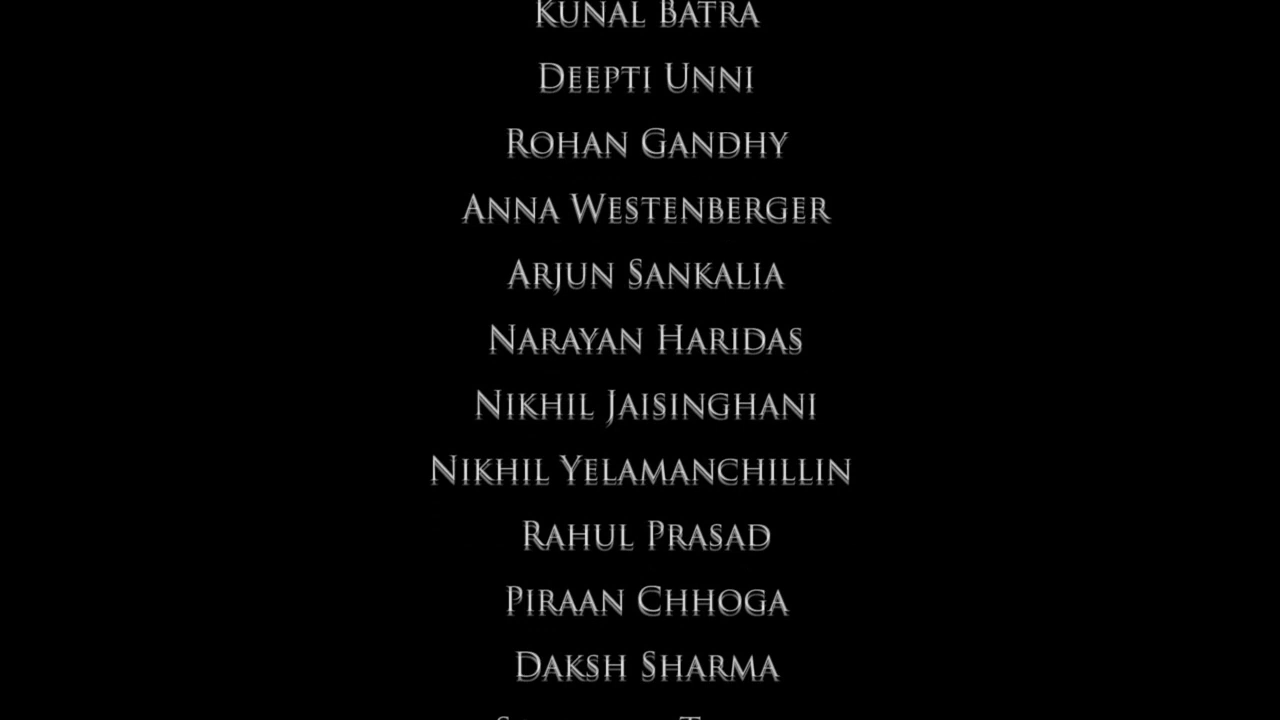 Kunal Batra
Deepti Unni
Rohan Gandhy
Anna Westenberger
Arjun Sankalia
Narayan Haridas
Nikhil Jaisinghani
Nikhil Yelamanchillin
Rahul Prasad
Piraan Chhoga
Daksh Sharma